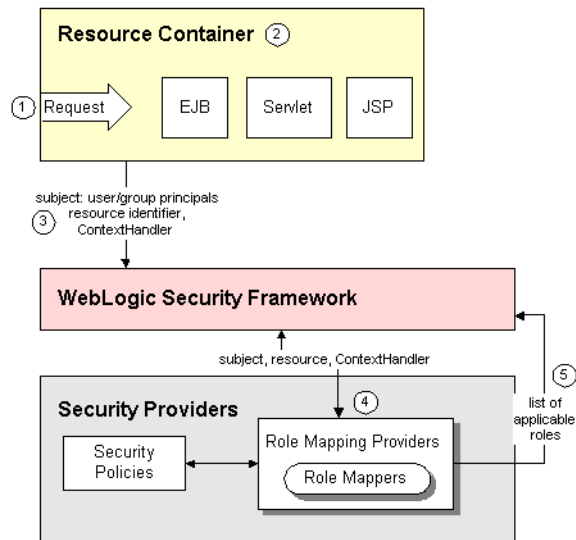 Resource Container 2
1 Request
EJB
Servlet
JSP
subject: user/group principals
resource identifier,
ContextHandler
3
WebLogic Security Framework
subject, resource, ContextHandler
4
5
list of
applicable
roles
Security Providers
Security
Policies
Role Mapping Providers
Role Mappers